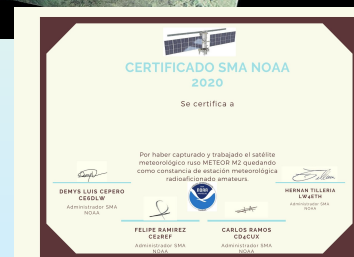 CERTIFICADO SMA NOAA
2020
Se certifica a
Por haber capturado y trabajado el satélite
meteorológico ruso METEOR M2 quedando
como constancia de estación meteorológica
radioaficionado amateurs
DEMYS LUIS CEPERO
CE6DLW
Administrador SMA
NOAA
HERNAN TILLERIA
LW4ETH
Administrador SMA
NOAA
NOAA
FELIPE RAMIREZ
CE2REF
Administrador SMA
NOAA
CARLOS RAMOS
CD4CUX
Administrador SMA
NOAA